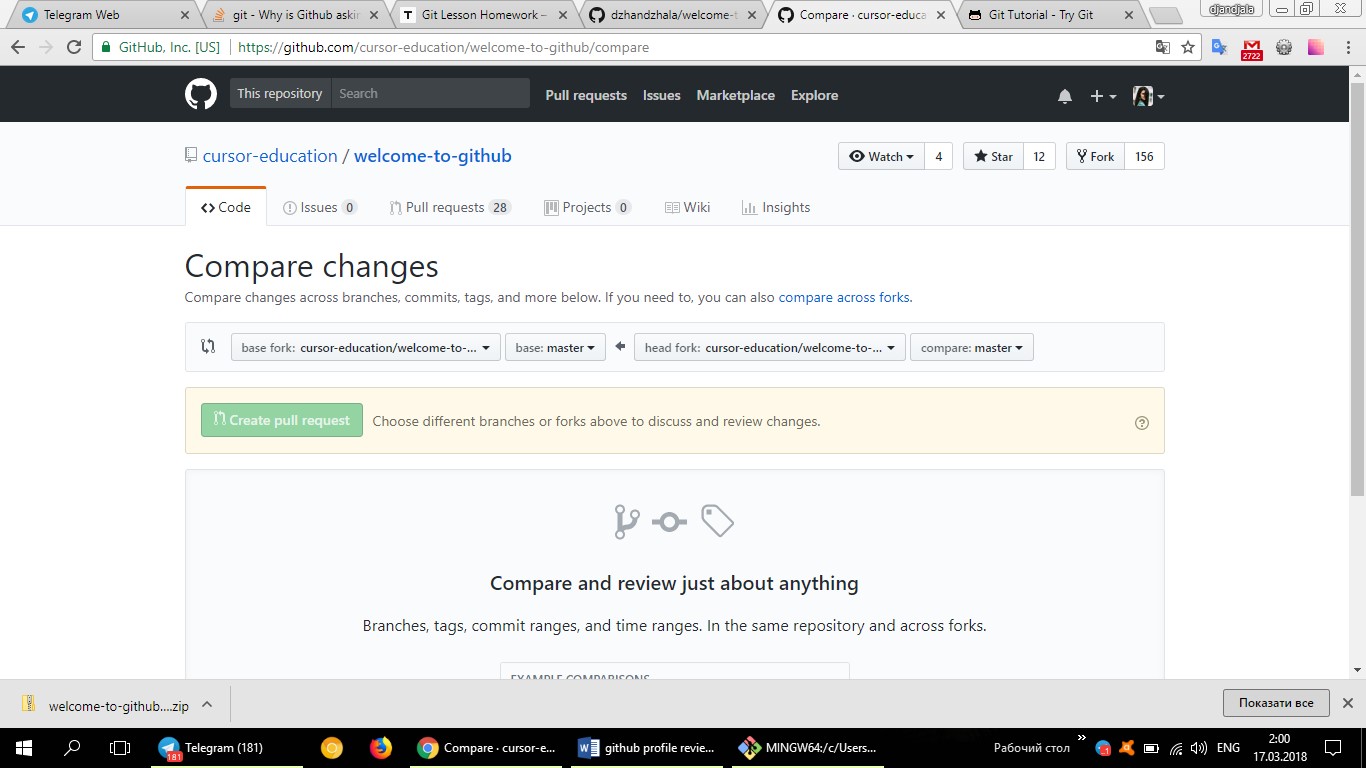 Telegram Web
git - Why is Github askin
Git Lesson Homework –
dzhandzhala/welcome-t
Compare · cursor-educa
Git Tutorial - Try Git
djandjala
GitHub, Inc. [US]
https://github.com/cursor-education/welcome-to-github/compare
2722
This repository
Search
Pull requests
Issues
Marketplace
Explore
cursor-education / welcome-to-github
Watch 4
Star 12
Fork 156
Code
Issues 0
Pull requests 28
Projects 0
Wiki
Insights
Compare changes
Compare changes across branches, commits, tags, and more below. If you need to, you can also compare across forks.
base fork: cursor-education/welcome-to-...
base: master
head fork: cursor-education/welcome-to-...
compare: master
Create pull request
Choose different branches or forks above to discuss and review changes.
Compare and review just about anything
Branches, tags, commit ranges, and time ranges. In the same repository and across forks.
EXAMPLE COMPARISONS
welcome-to-github....zip
Показати все
Telegram (181)
181
Compare · cursor-e...
github profile revie...
MINGW64:/c/Users...
Рабочий стол
ENG
2:00
17.03.2018